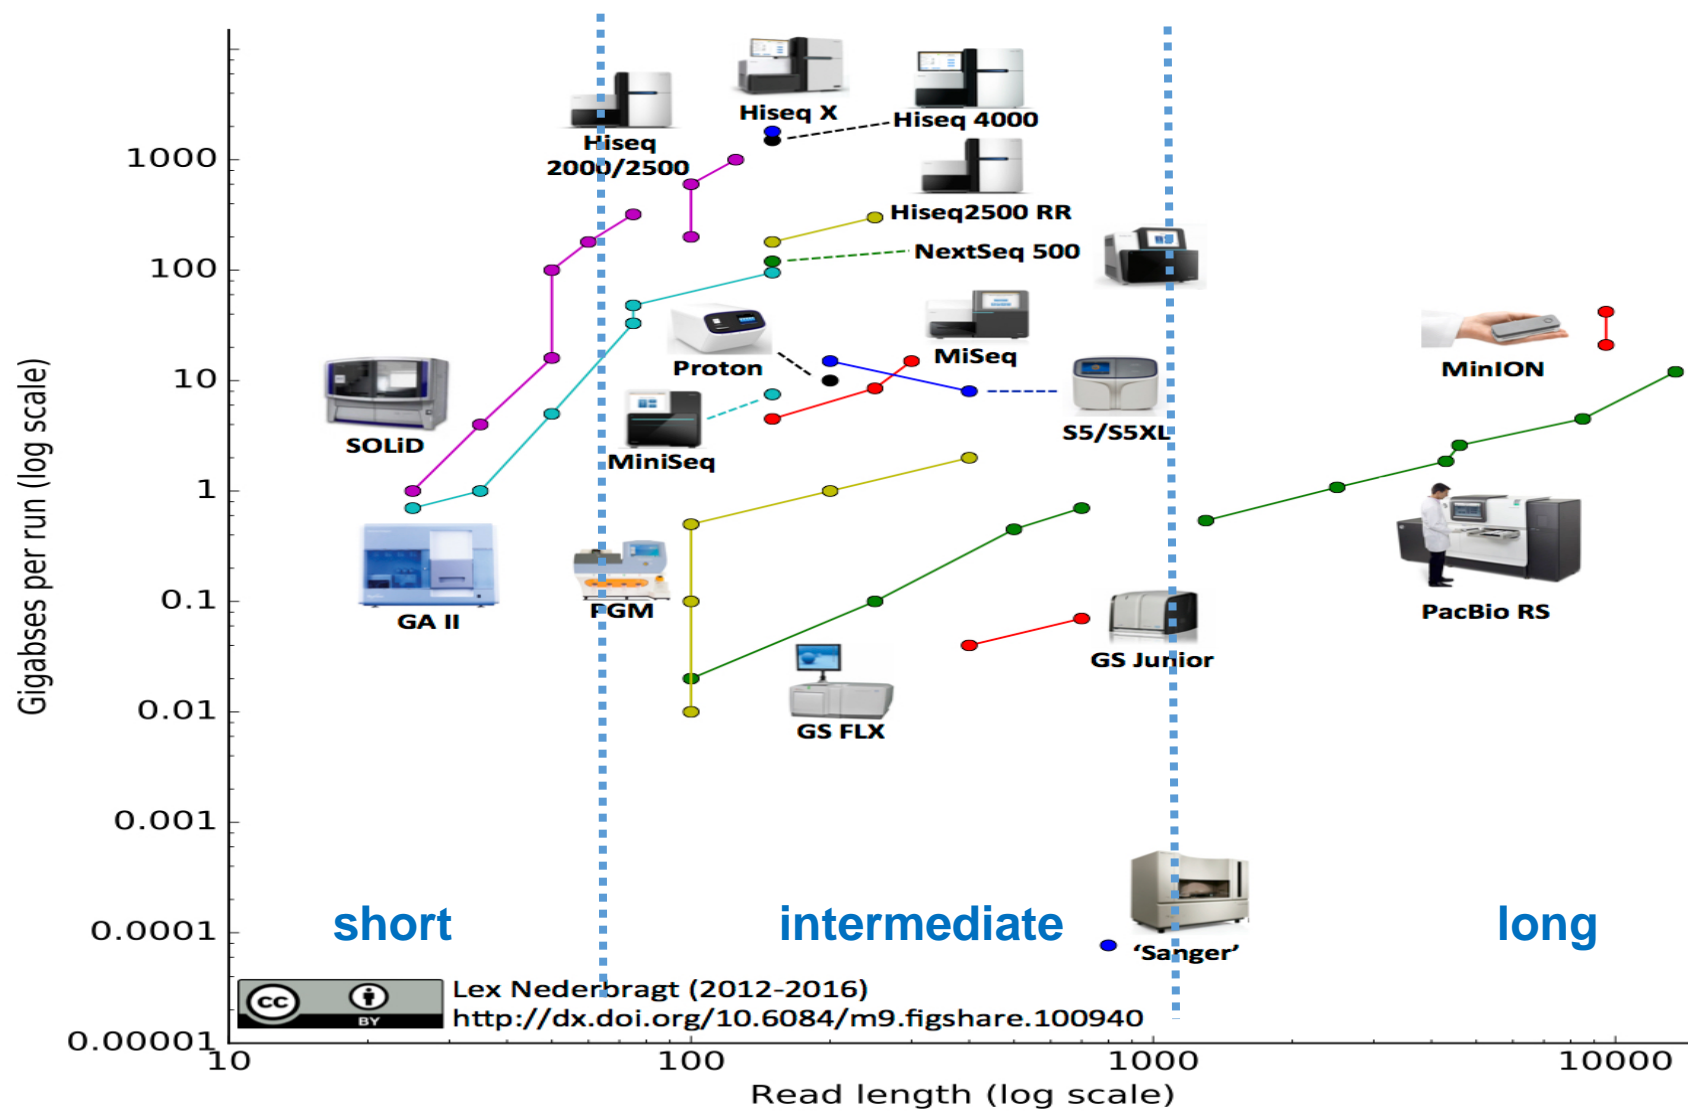 Hiseq X
Hiseq 4000
Hiseq
2000/2500
1000
Hiseq2500 RR
NextSeq 500
100
Proton
MiSeq
MinION
10
SOLiD
S5/S5XL
MiniSeq
1
Gigabses per run (log scale)
0.1
GA II
PGM
PacBio RS
GS Junior
0.01
GS FLX
0.001
short
intermediate
long
0.0001
'Sanger'
cc
BY
Lex Nederbragt (2012-2016)
http://dx.doi.org/10.6084/m9.figshare.100940
0.00001
10
100
1000
10000
Read length (log scale)